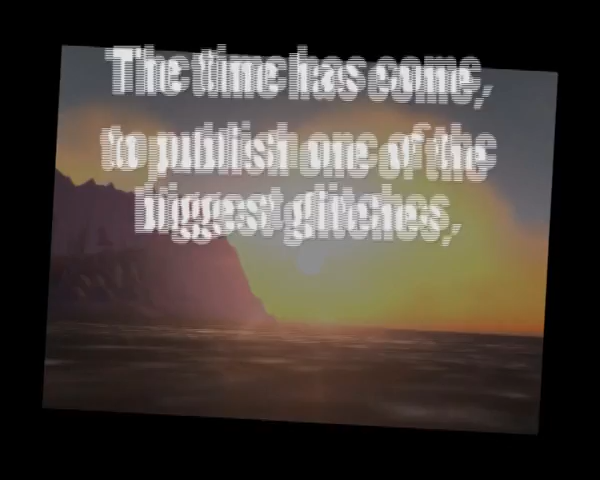 The time has come,
to publish one of the
biggest glitches,